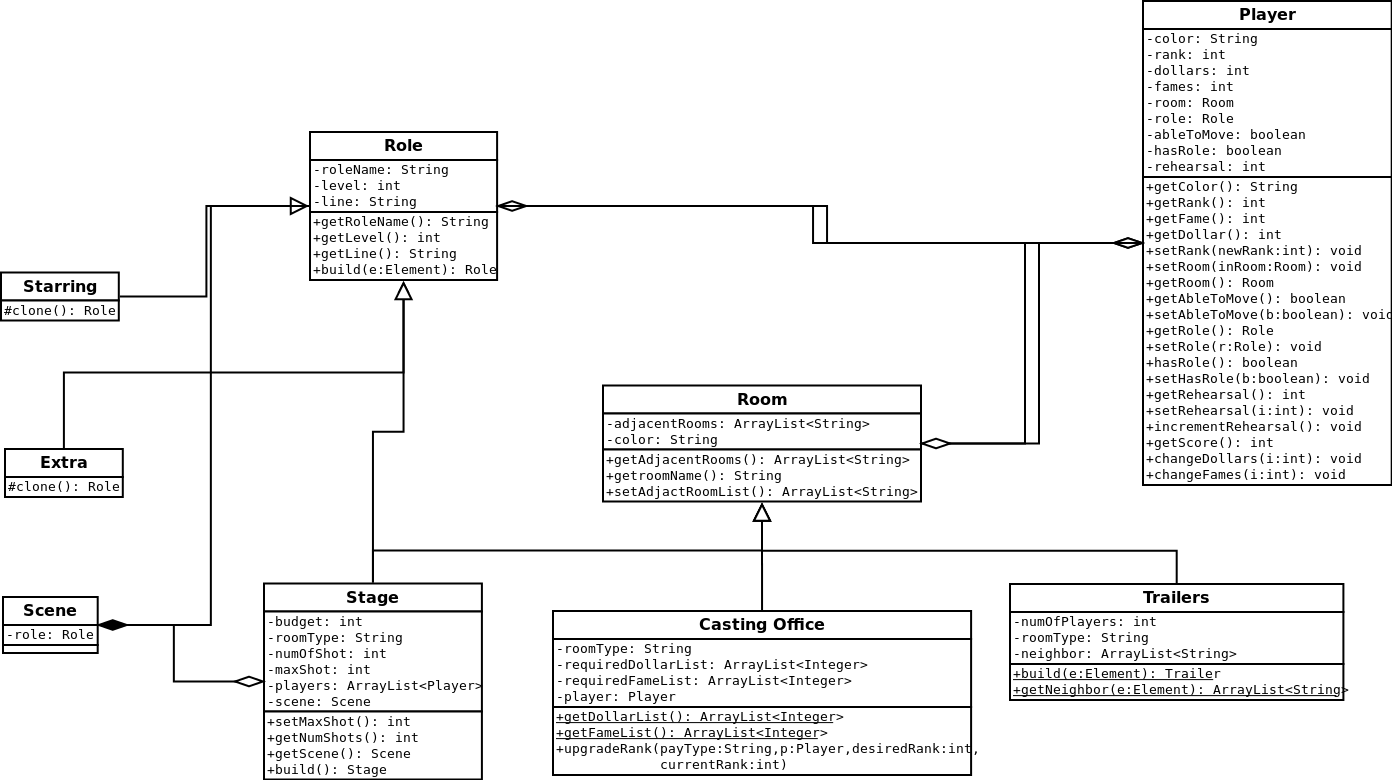 Player
-color: String
-rank: int
-dollars: int
-fames: int
-room: Room
-role: Role
-ableToMove: boolean
-hasRole: boolean
-rehearsal: int
+getColor(): String
+getRank(): int
+getFame(): int
+getDollar(): int
+setRank(newRank:int): void
+setRoom(inRoom:Room): void
+getRoom(): Room
+getAbleToMove(): boolean
+setAbleToMove(b:boolean): void
+getRole(): Role
+setRole(r:Role): void
+hasRole(): boolean
+setHasRole(b:boolean): void
+getRehearsal(): int
+setRehearsal(i:int): void
+incrementRehearsal(): void
+getScore(): int
+changeDollars(i:int): void
+changeFames(i:int): void
Role
-roleName: String
-level: int
-line: String
+getRoleName(): String
+getLevel(): int
+getLine(): String
+build(e:Element): Role
Starring
#clone(): Role
Extra
#clone(): Role
Room
-adjacentRooms: ArrayList<String>
-color: String
+getAdjacentRooms(): ArrayList<String>
+getroomName(): String
+setAdjactRoomList(): ArrayList<String>
Scene
-role: Role
Stage
-budget: int
-roomType: String
-numOfShot: int
-maxShot: int
-players: ArrayList<Player>
-scene: Scene
+setMaxShot(): int
+getNumShots(): int
+getScene(): Scene
+build(): Stage
Casting Office
-roomType: String
-requiredDollarList: ArrayList<Integer>
-requiredFameList: ArrayList<Integer>
-player: Player
+getDollarList(): ArrayList<Integer>
+getFameList(): ArrayList<Integer>
+upgradeRank(payType:String,p:Player,desiredRank:int,
currentRank:int)
Trailers
-numOfPlayers: int
-roomType: String
-neighbor: ArrayList<String>
+build(e:Element): Trailer
+getNeighbor(e:Element): ArrayList<String>